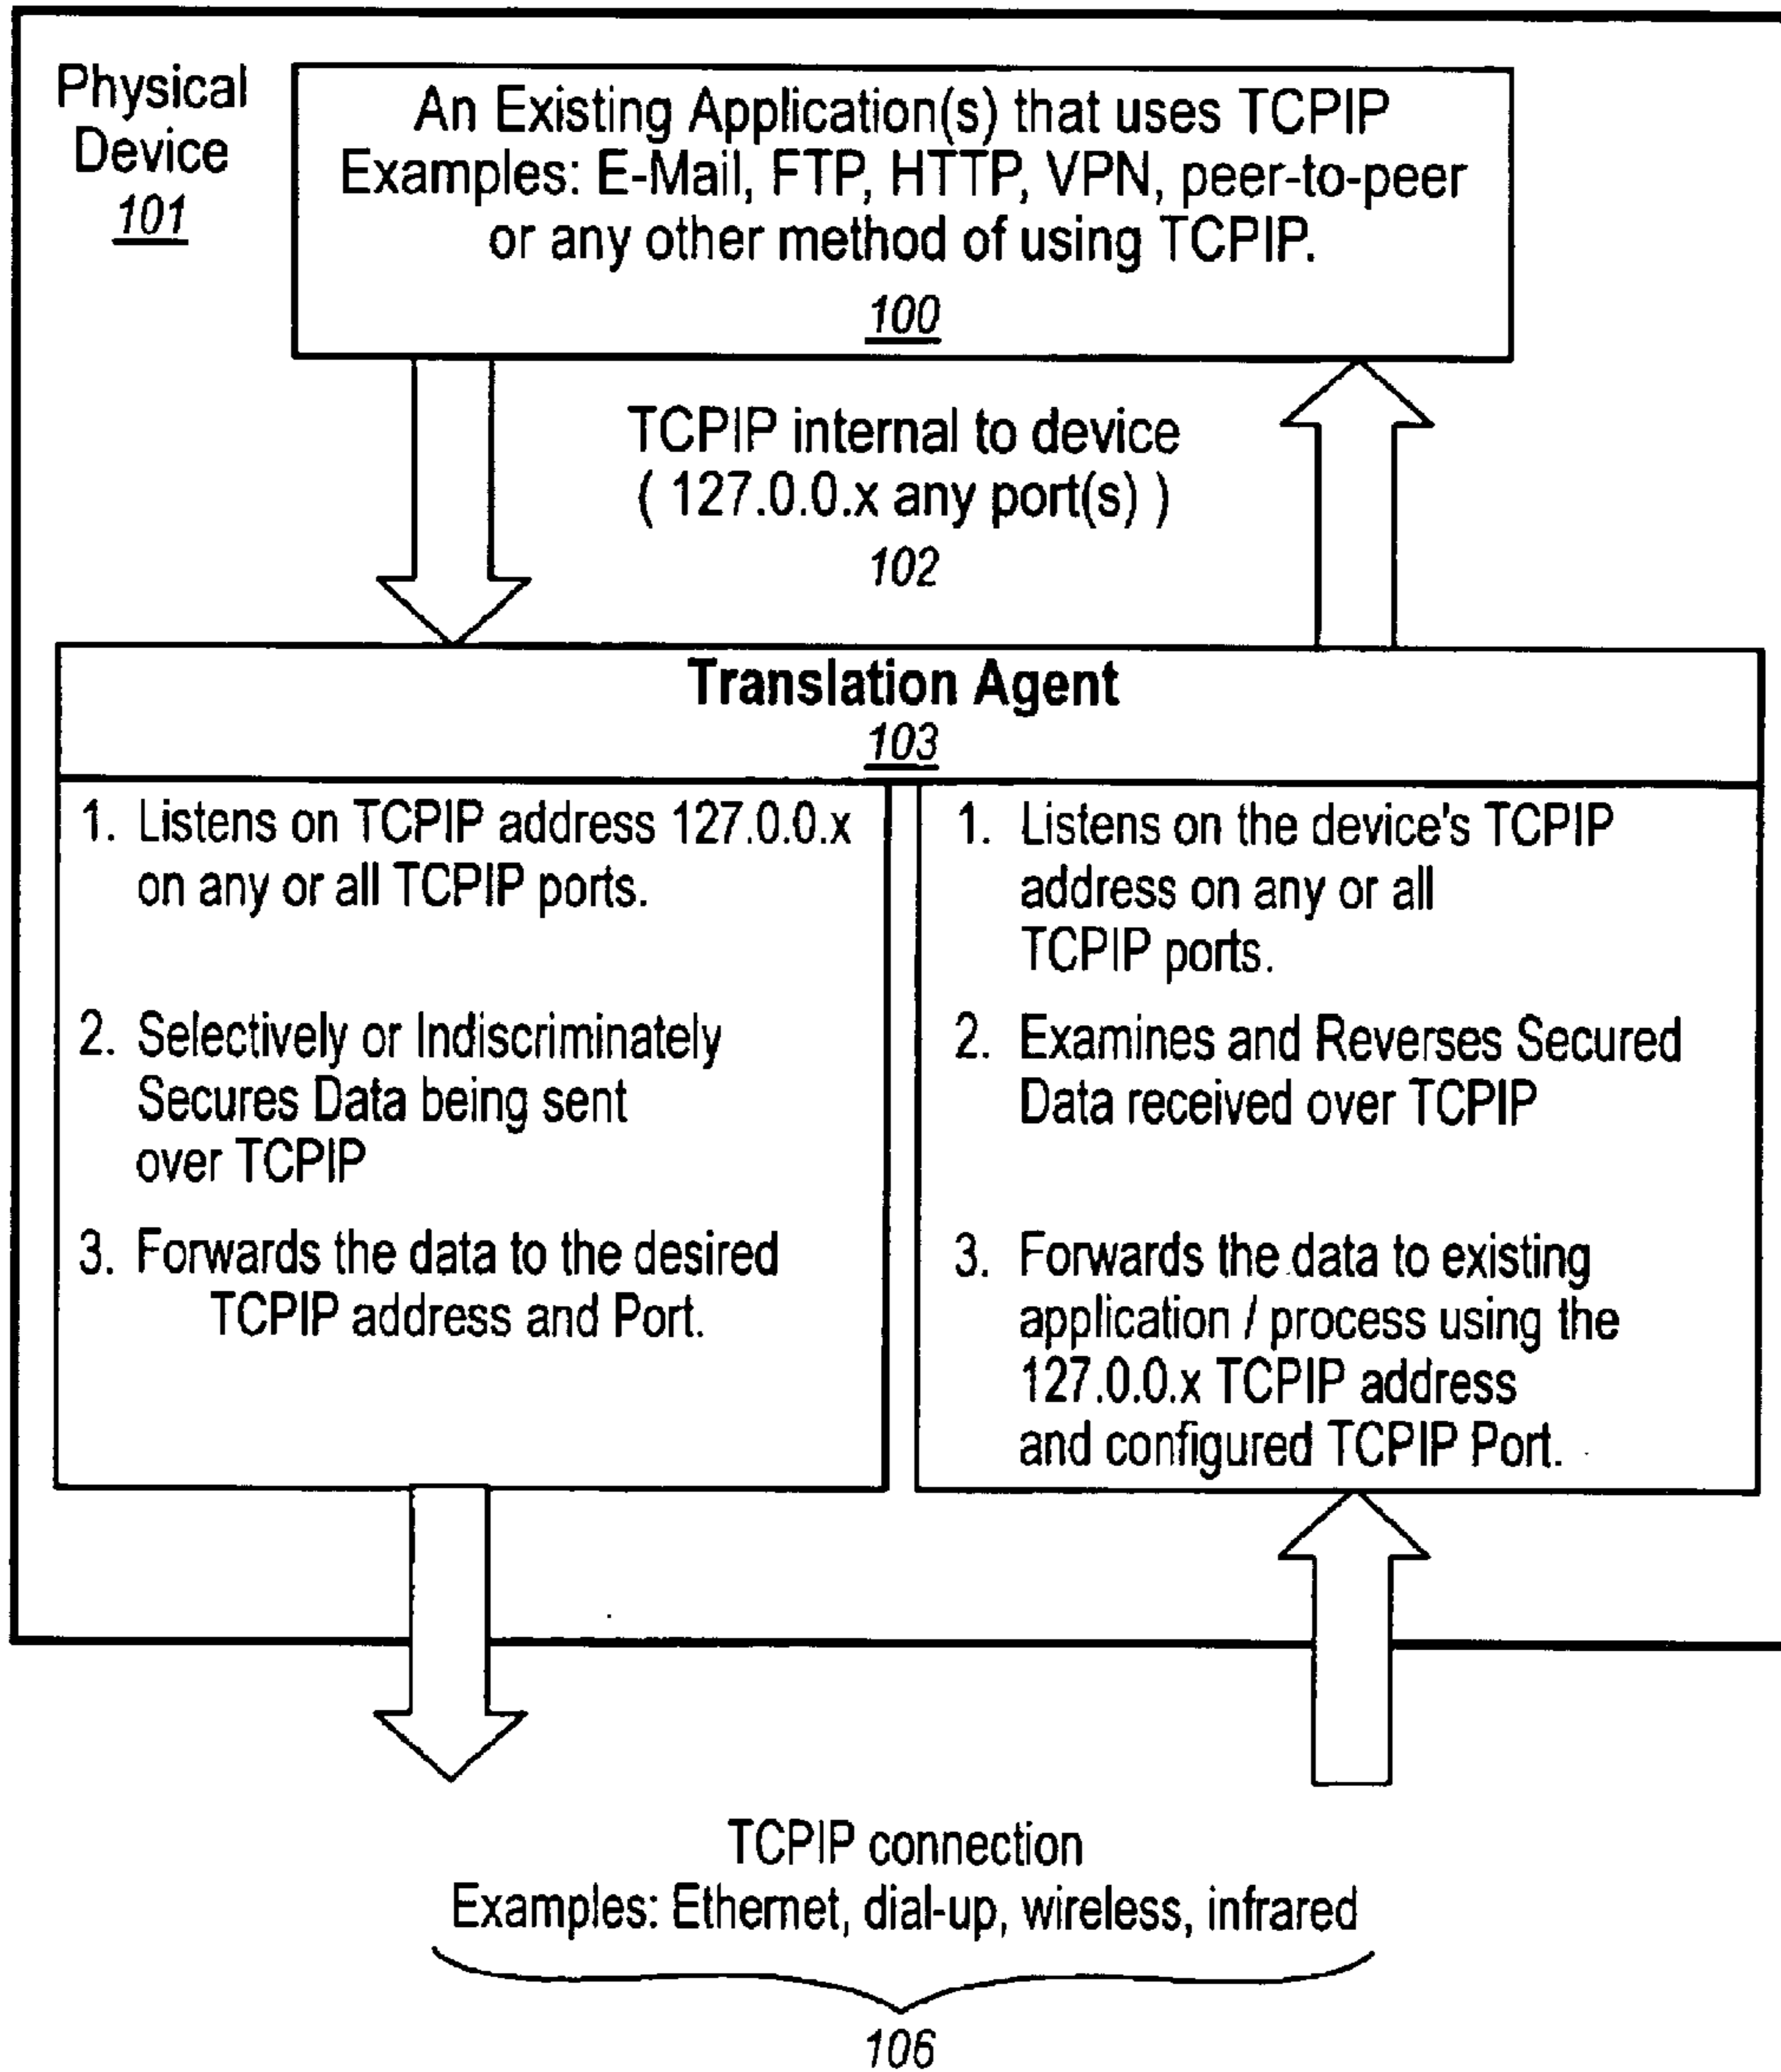 Physical
Device
101
An Existing Application(s) that uses TCPIP
Examples: E-Mail, FTP, HTTP, VPN, peer-to-peer
or any other method of using TCPIP.
100
TCPIP internal to device
( 127.0.0.x any port(s) )
102
Translation Agent
103
1. Listens on TCPIP address 127.0.0.x
on any or all TCPIP ports.
2. Selectively or Indiscriminately
Secures Data being sent
over TCPIP
3. Forwards the data to the desired
TCPIP address and Port.
1. Listens on the device's TCPIP
address on any or all
TCPIP ports.
2. Examines and Reverses Secured
Data received over TCPIP
3. Forwards the data to existing
application / process using the
127.0.0.x TCPIP address
and configured TCPIP Port.
TCPIP connection
Examples: Ethernet, dial-up, wireless, infrared
106